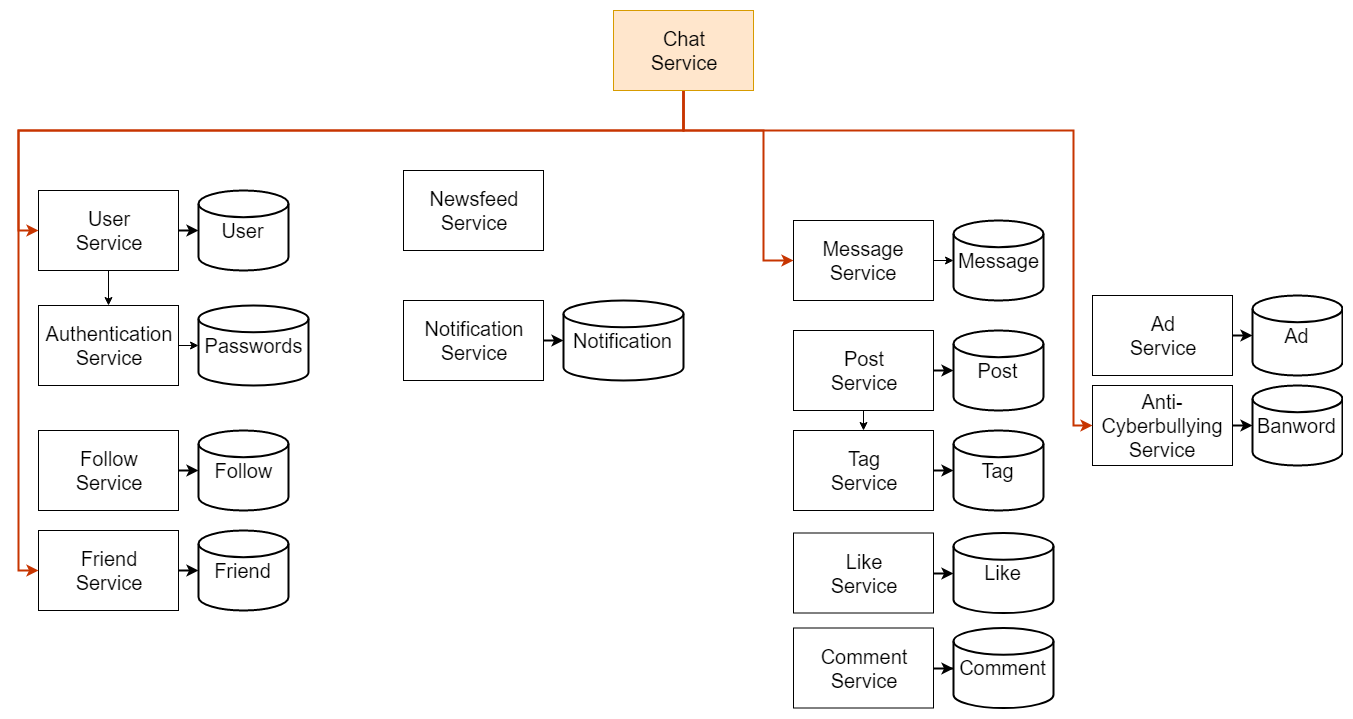 Chat
Service
User
Service
User
Authentication
Service
Passwords
Follow
Service
Follow
Friend
Service
Friend
Newsfeed
Service
Notification
Service
Notification
Message
Service
Message
Post
Service
Post
Tag
Service
Tag
Like
Service
Like
Comment
Service
Comment
Ad
Service
Ad
Anti-
Cyberbullying
Service
Banword